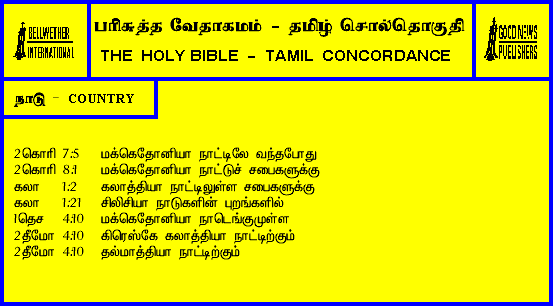 BELLWETHER
INTERNATIONAL
பரிசுத்த வேதாகமம் - தமிழ் சொல்தொகுதி
THE HOLY BIBLE - TAMIL CONCORDANCE
GOOD NEWS
PUBLISHERS
நாடு - COUNTRY
2கொரி 7:5 மக்கெதோனியா நாட்டிலே வந்தபோது
2கொரி 8:1 மக்கெதோனியா நாட்டுச் சபைகளுக்கு
கலா 1:2 கலாத்தியா நாட்டிலுள்ள சபைகளுக்கு
கலா 1:21 சிலிசியா நாடுகளின் புறங்களில்
1தெச 4:10 மக்கெதோனியா நாடெங்குமுள்ள
2தீமோ 4:10 கிரெஸ்கே கலாத்தியா நாட்டிற்கும்
2தீமோ 4:10 தல்மாத்தியா நாட்டிற்கும்